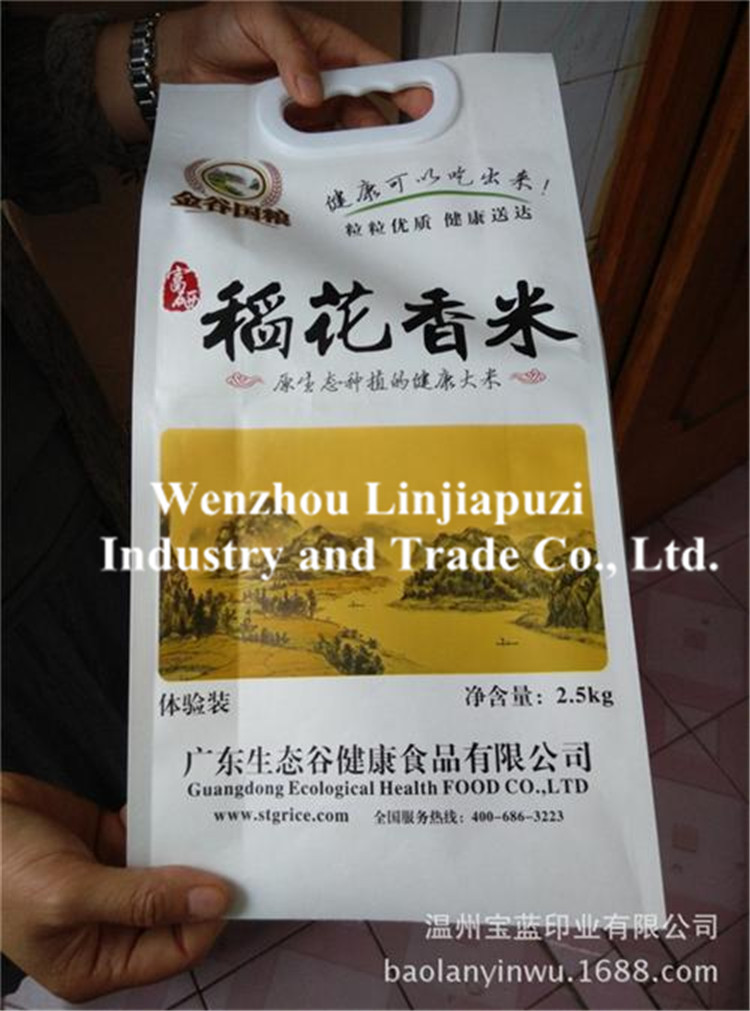 金谷国粮
健康可以吃出来！
粒粒优质 健康送达
富硒
稻花香米
原生态种植的健康大米
Wenzhou Linjiapuzi
Industry and Trade Co., Ltd.
体验装
净含量：2.5kg
广东生态谷健康食品有限公司
Guangdong Ecological Health FOOD CO.,LTD
www.stgrice.com 全国服务热线：400-686-3223
温州宝蓝印业有限公司
baolanyinwu.1688.com